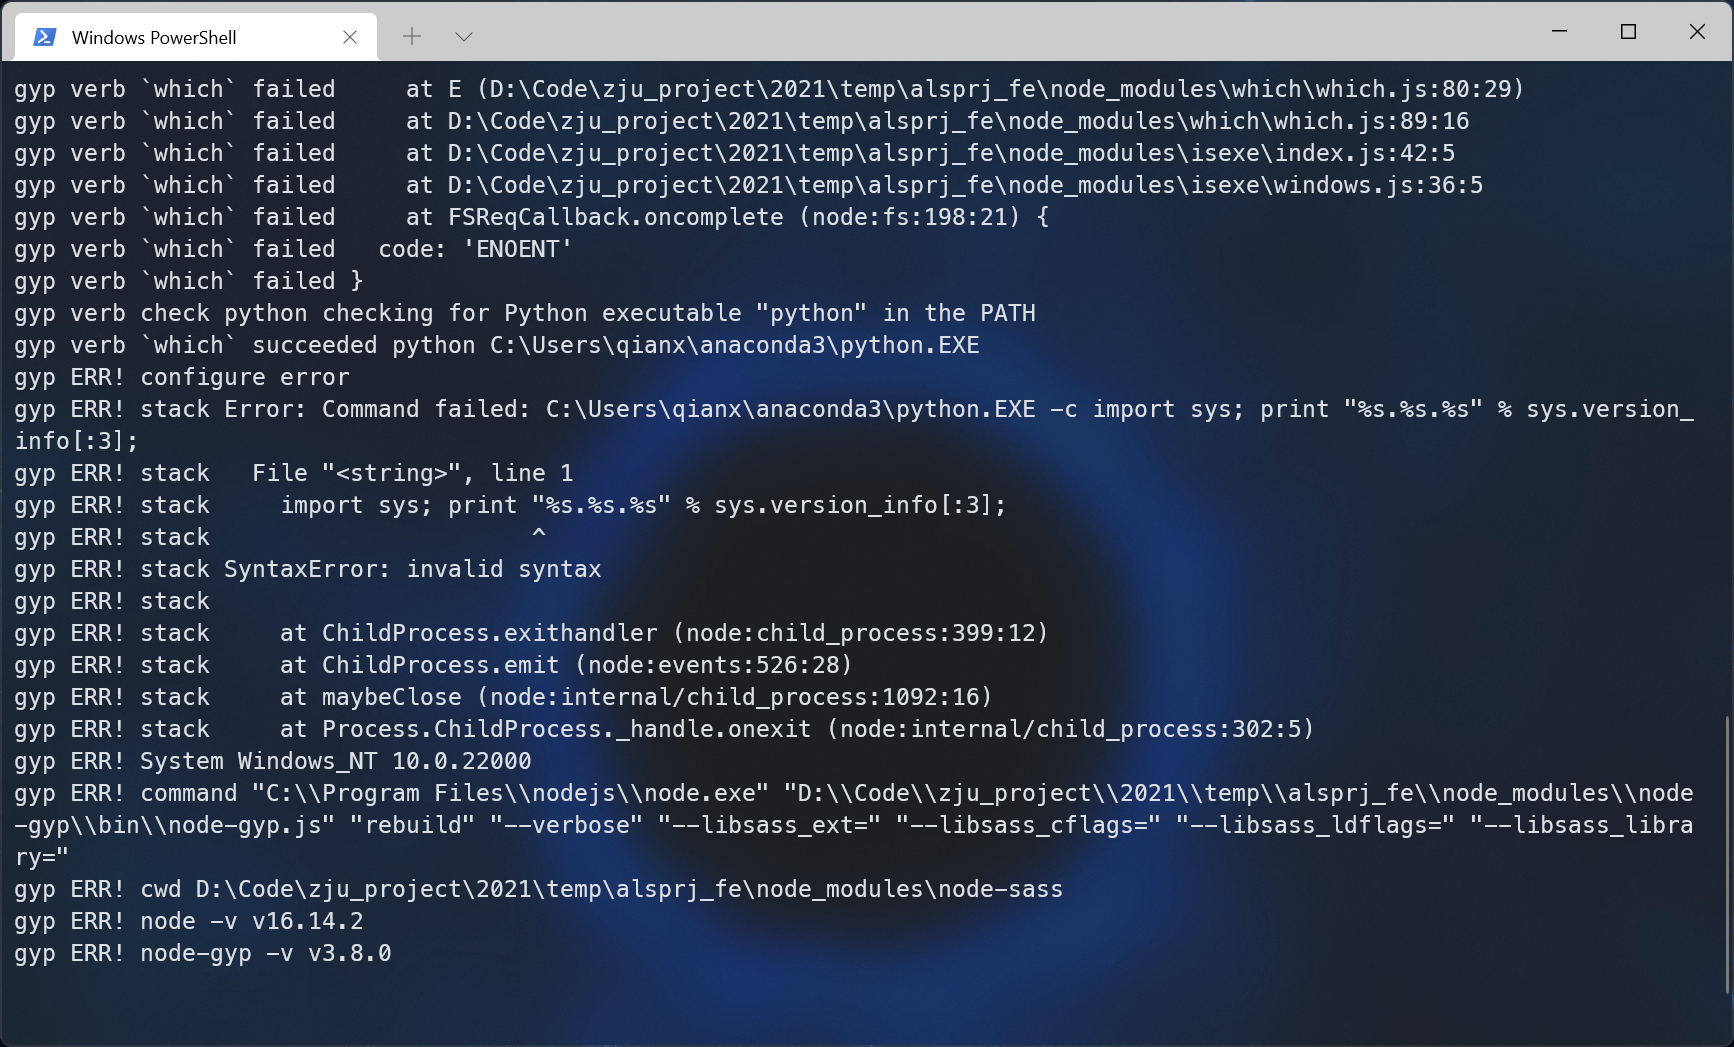 Windows PowerShell
gyp verb `which` failed     at E (D:\Code\zju_project\2021\temp\alsprj_fe\node_modules\which\which.js:80:29)
gyp verb `which` failed     at D:\Code\zju_project\2021\temp\alsprj_fe\node_modules\which\which.js:89:16
gyp verb `which` failed     at D:\Code\zju_project\2021\temp\alsprj_fe\node_modules\isexe\index.js:42:5
gyp verb `which` failed     at D:\Code\zju_project\2021\temp\alsprj_fe\node_modules\isexe\windows.js:36:5
gyp verb `which` failed     at FSReqCallback.oncomplete (node:fs:198:21) {
gyp verb `which` failed   code: 'ENOENT'
gyp verb `which` failed }
gyp verb check python checking for Python executable "python" in the PATH
gyp verb `which` succeeded python C:\Users\qianx\anaconda3\python.EXE
gyp ERR! configure error
gyp ERR! stack Error: Command failed: C:\Users\qianx\anaconda3\python.EXE -c import sys; print "%s.%s.%s" % sys.version_
info[:3];
gyp ERR! stack   File "<string>", line 1
gyp ERR! stack     import sys; print "%s.%s.%s" % sys.version_info[:3];
gyp ERR! stack                       ^
gyp ERR! stack SyntaxError: invalid syntax
gyp ERR! stack
gyp ERR! stack     at ChildProcess.exithandler (node:child_process:399:12)
gyp ERR! stack     at ChildProcess.emit (node:events:526:28)
gyp ERR! stack     at maybeClose (node:internal/child_process:1092:16)
gyp ERR! stack     at Process.ChildProcess._handle.onexit (node:internal/child_process:302:5)
gyp ERR! System Windows_NT 10.0.22000
gyp ERR! command "C:\\Program Files\\nodejs\\node.exe" "D:\\Code\\zju_project\\2021\\temp\\alsprj_fe\\node_modules\\node
-gyp\\bin\\node-gyp.js" "rebuild" "--verbose" "--libsass_ext=" "--libsass_cflags=" "--libsass_ldflags=" "--libsass_libra
ry="
gyp ERR! cwd D:\Code\zju_project\2021\temp\alsprj_fe\node_modules\node-sass
gyp ERR! node -v v16.14.2
gyp ERR! node-gyp -v v3.8.0